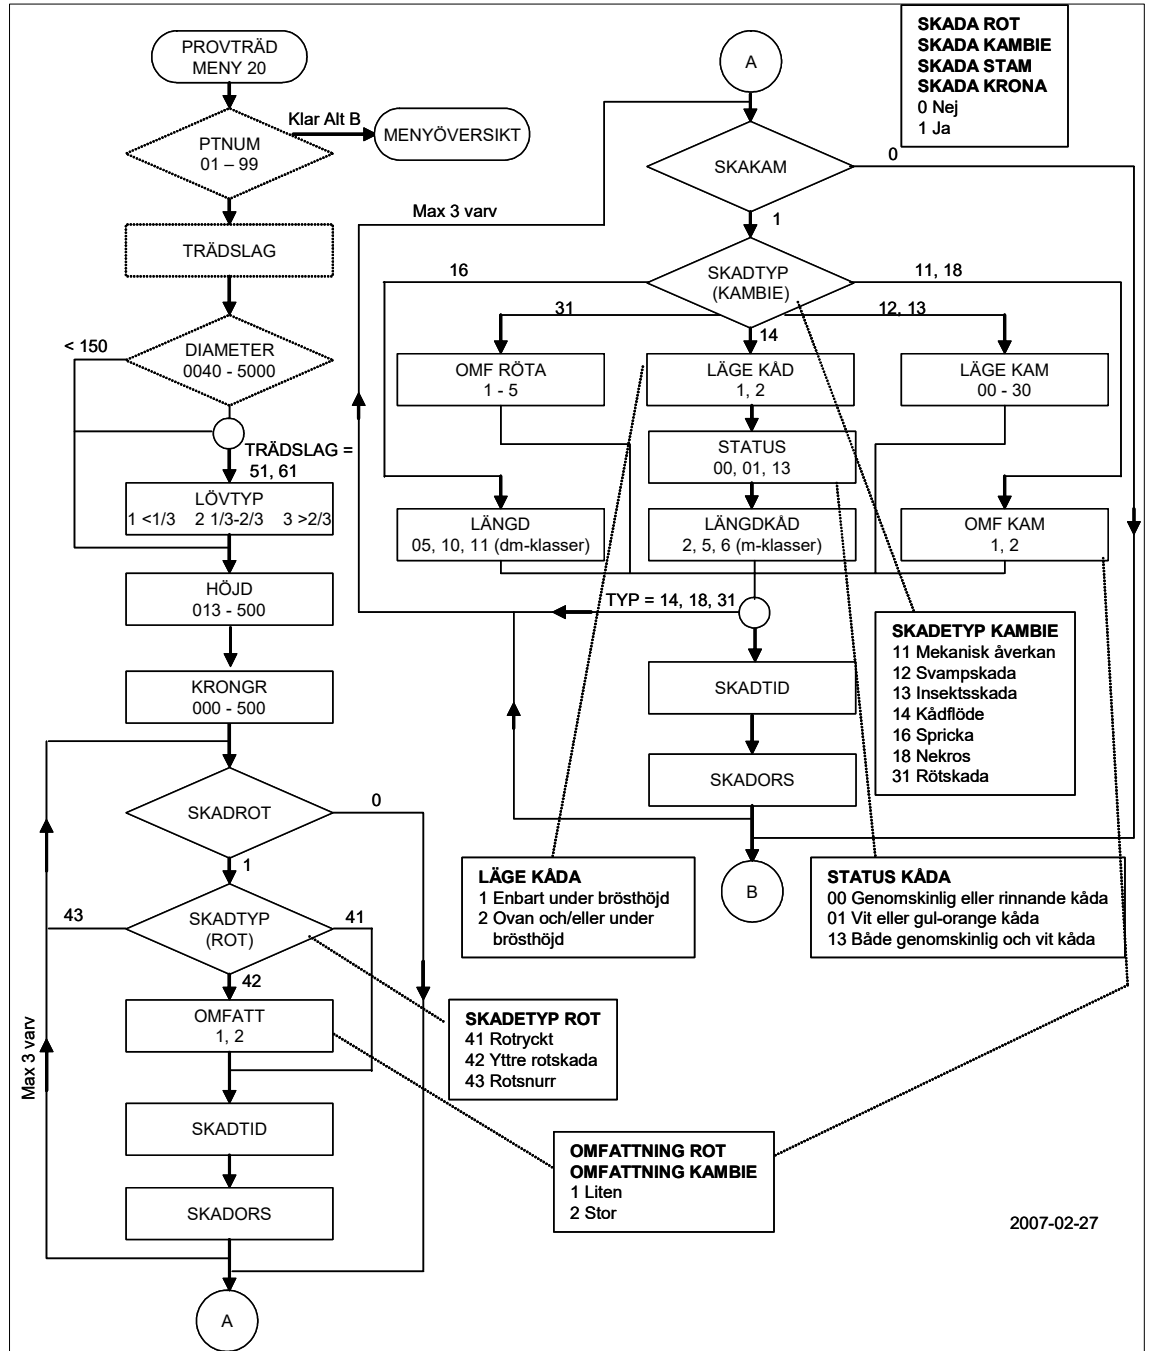 PROVTRÄD
MENY 20
Klar Alt B
MENYÖVERSIKT
PTNUM
01 – 99
TRÄDSLAG
< 150
DIAMETER
0040 - 5000
TRÄDSLAG =
51, 61
LÖVTYP
1 <1/3 2 1/3-2/3 3 >2/3
HÖJD
013 - 500
KRONGR
000 - 500
SKADROT
0
1
43
SKADTYP
(ROT)
41
42
OMFATT
1, 2
Max 3 varv
SKADTID
SKADORS
A
SKADETYP ROT
41 Rotryckt
42 Yttre rotskada
43 Rotsnurr
OMFATTNING ROT
OMFATTNING KAMBIE
1 Liten
2 Stor
A
SKADA ROT
SKADA KAMBIE
SKADA STAM
SKADA KRONA
0 Nej
1 Ja
SKAKAM
0
Max 3 varv
1
16
SKADTYP
(KAMBIE)
11, 18
31
12, 13
14
OMF RÖTA
1 - 5
LÄGE KÅD
1, 2
LÄGE KAM
00 - 30
STATUS
00, 01, 13
LÄNGD
05, 10, 11 (dm-klasser)
LÄNGDKÅD
2, 5, 6 (m-klasser)
OMF KAM
1, 2
TYP = 14, 18, 31
SKADTID
SKADORS
B
SKADETYP KAMBIE
11 Mekanisk åverkan
12 Svampskada
13 Insektsskada
14 Kådflöde
16 Spricka
18 Nekros
31 Rötskada
LÄGE KÅDA
1 Enbart under brösthöjd
2 Ovan och/eller under
brösthöjd
STATUS KÅDA
00 Genomskinlig eller rinnande kåda
01 Vit eller gul-orange kåda
13 Både genomskinlig och vit kåda
2007-02-27